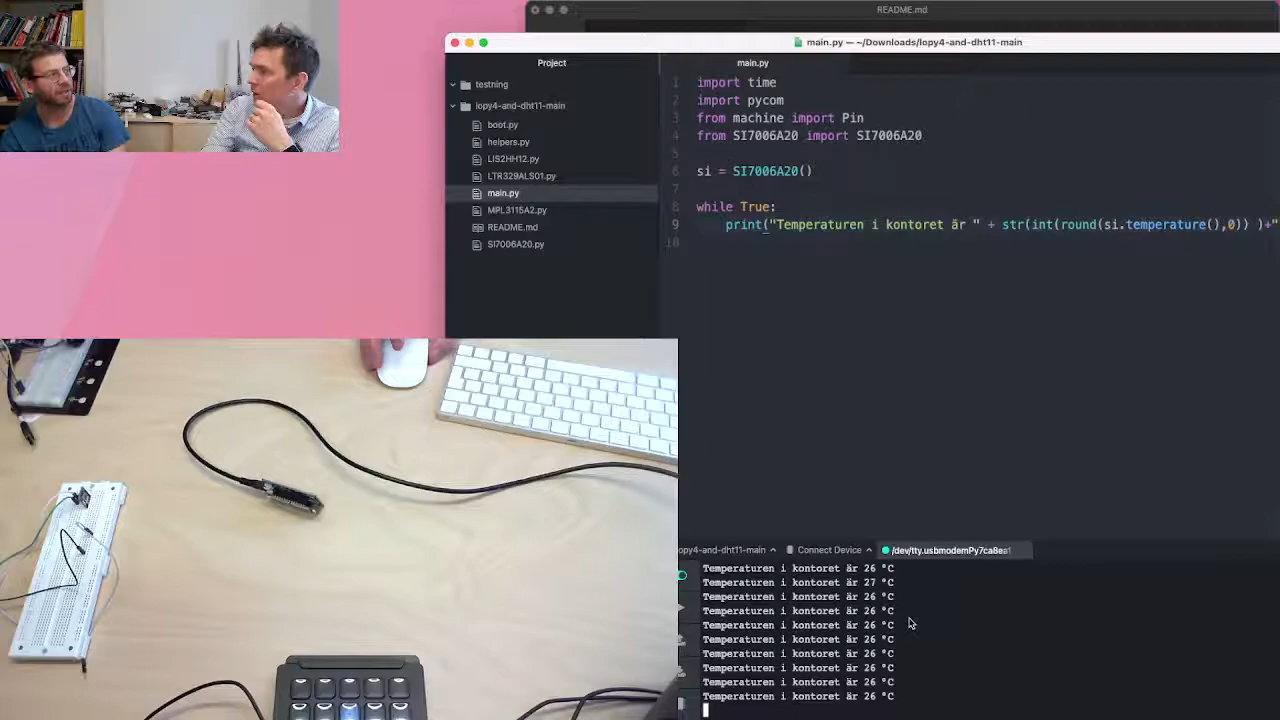 README.md
main.py — ~/Downloads/lopy4-and-dht11-main
Project
main.py
testning
lopy4-and-dht11-main
boot.py
helpers.py
LIS2HH12.py
LTR329ALS01.py
main.py
MPL3115A2.py
README.md
SI7006A20.py
1 import time
2 import pycom
3 from machine import Pin
4 from SI7006A20 import SI7006A20
5
6 si = SI7006A20()
7
8 while True:
9 print("Temperaturen i kontoret är " + str(int(round(si.temperature(),0)) )+"
10
opy4-and-dht11-main
Connect Device
/dev/tty.usbmodemPy7ca8ea1
Temperaturen i kontoret är 26 °C
Temperaturen i kontoret är 27 °C
Temperaturen i kontoret är 26 °C
Temperaturen i kontoret är 26 °C
Temperaturen i kontoret är 26 °C
Temperaturen i kontoret är 26 °C
Temperaturen i kontoret är 26 °C
Temperaturen i kontoret är 26 °C
Temperaturen i kontoret är 26 °C
Temperaturen i kontoret är 26 °C